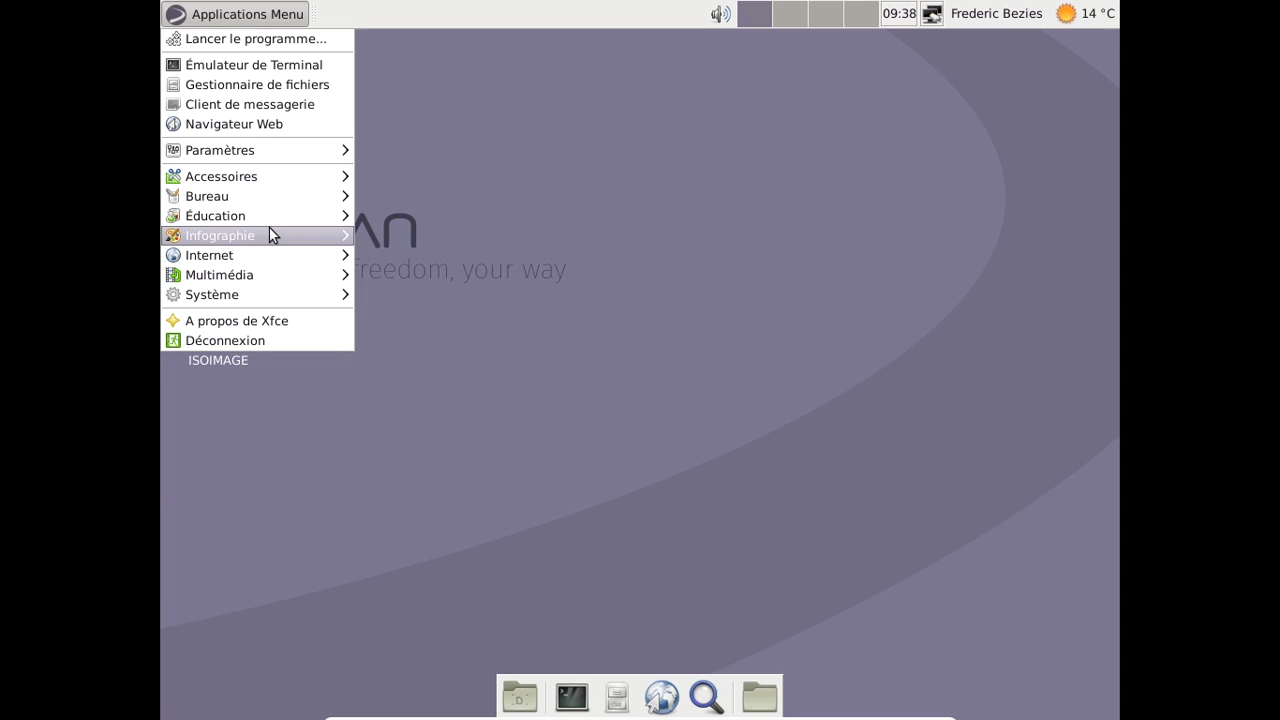 Applications Menu
09:38
Frederic Bezies
14 °C
Lancer le programme...
Émulateur de Terminal
Gestionnaire de fichiers
Client de messagerie
Navigateur Web
Paramètres
Accessoires
Bureau
Éducation
Infographie
Internet
Multimédia
Système
A propos de Xfce
Déconnexion
freedom, your way
ISOIMAGE